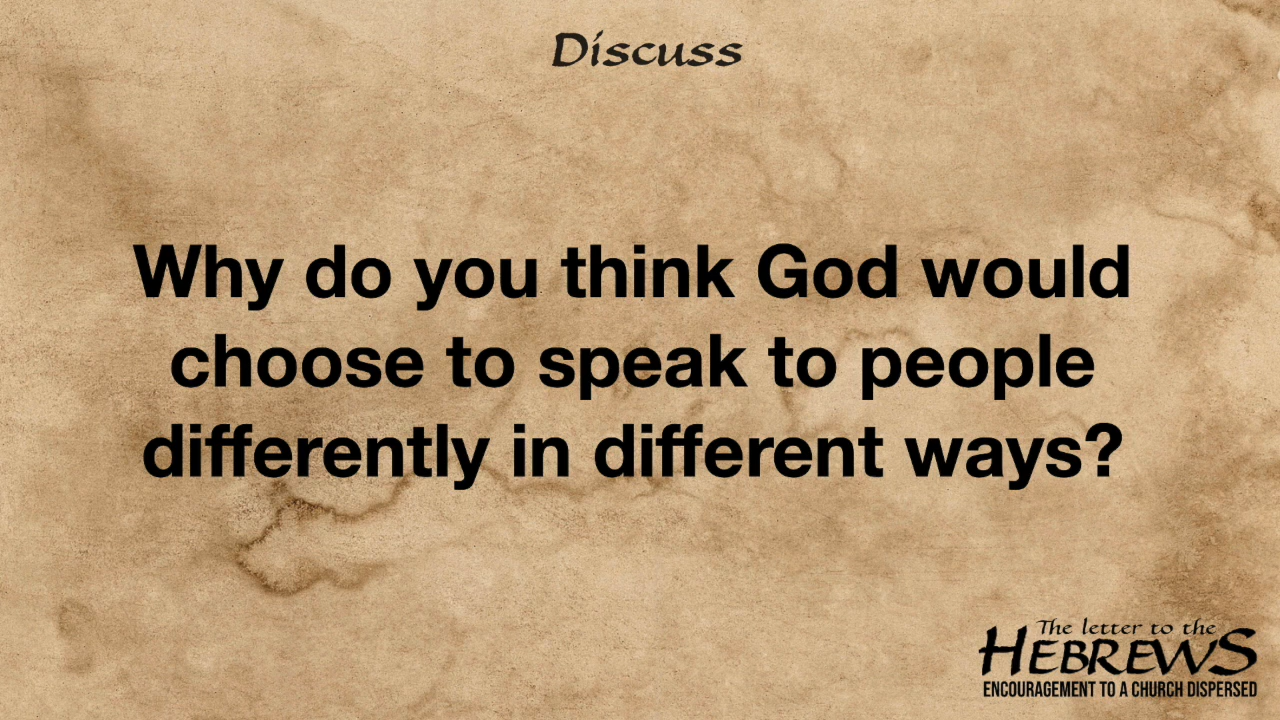 Discuss
Why do you think God would
choose to speak to people
differently in different ways?
The letter to the
HEBREWS
ENCOURAGEMENT TO A CHURCH DISPERSED